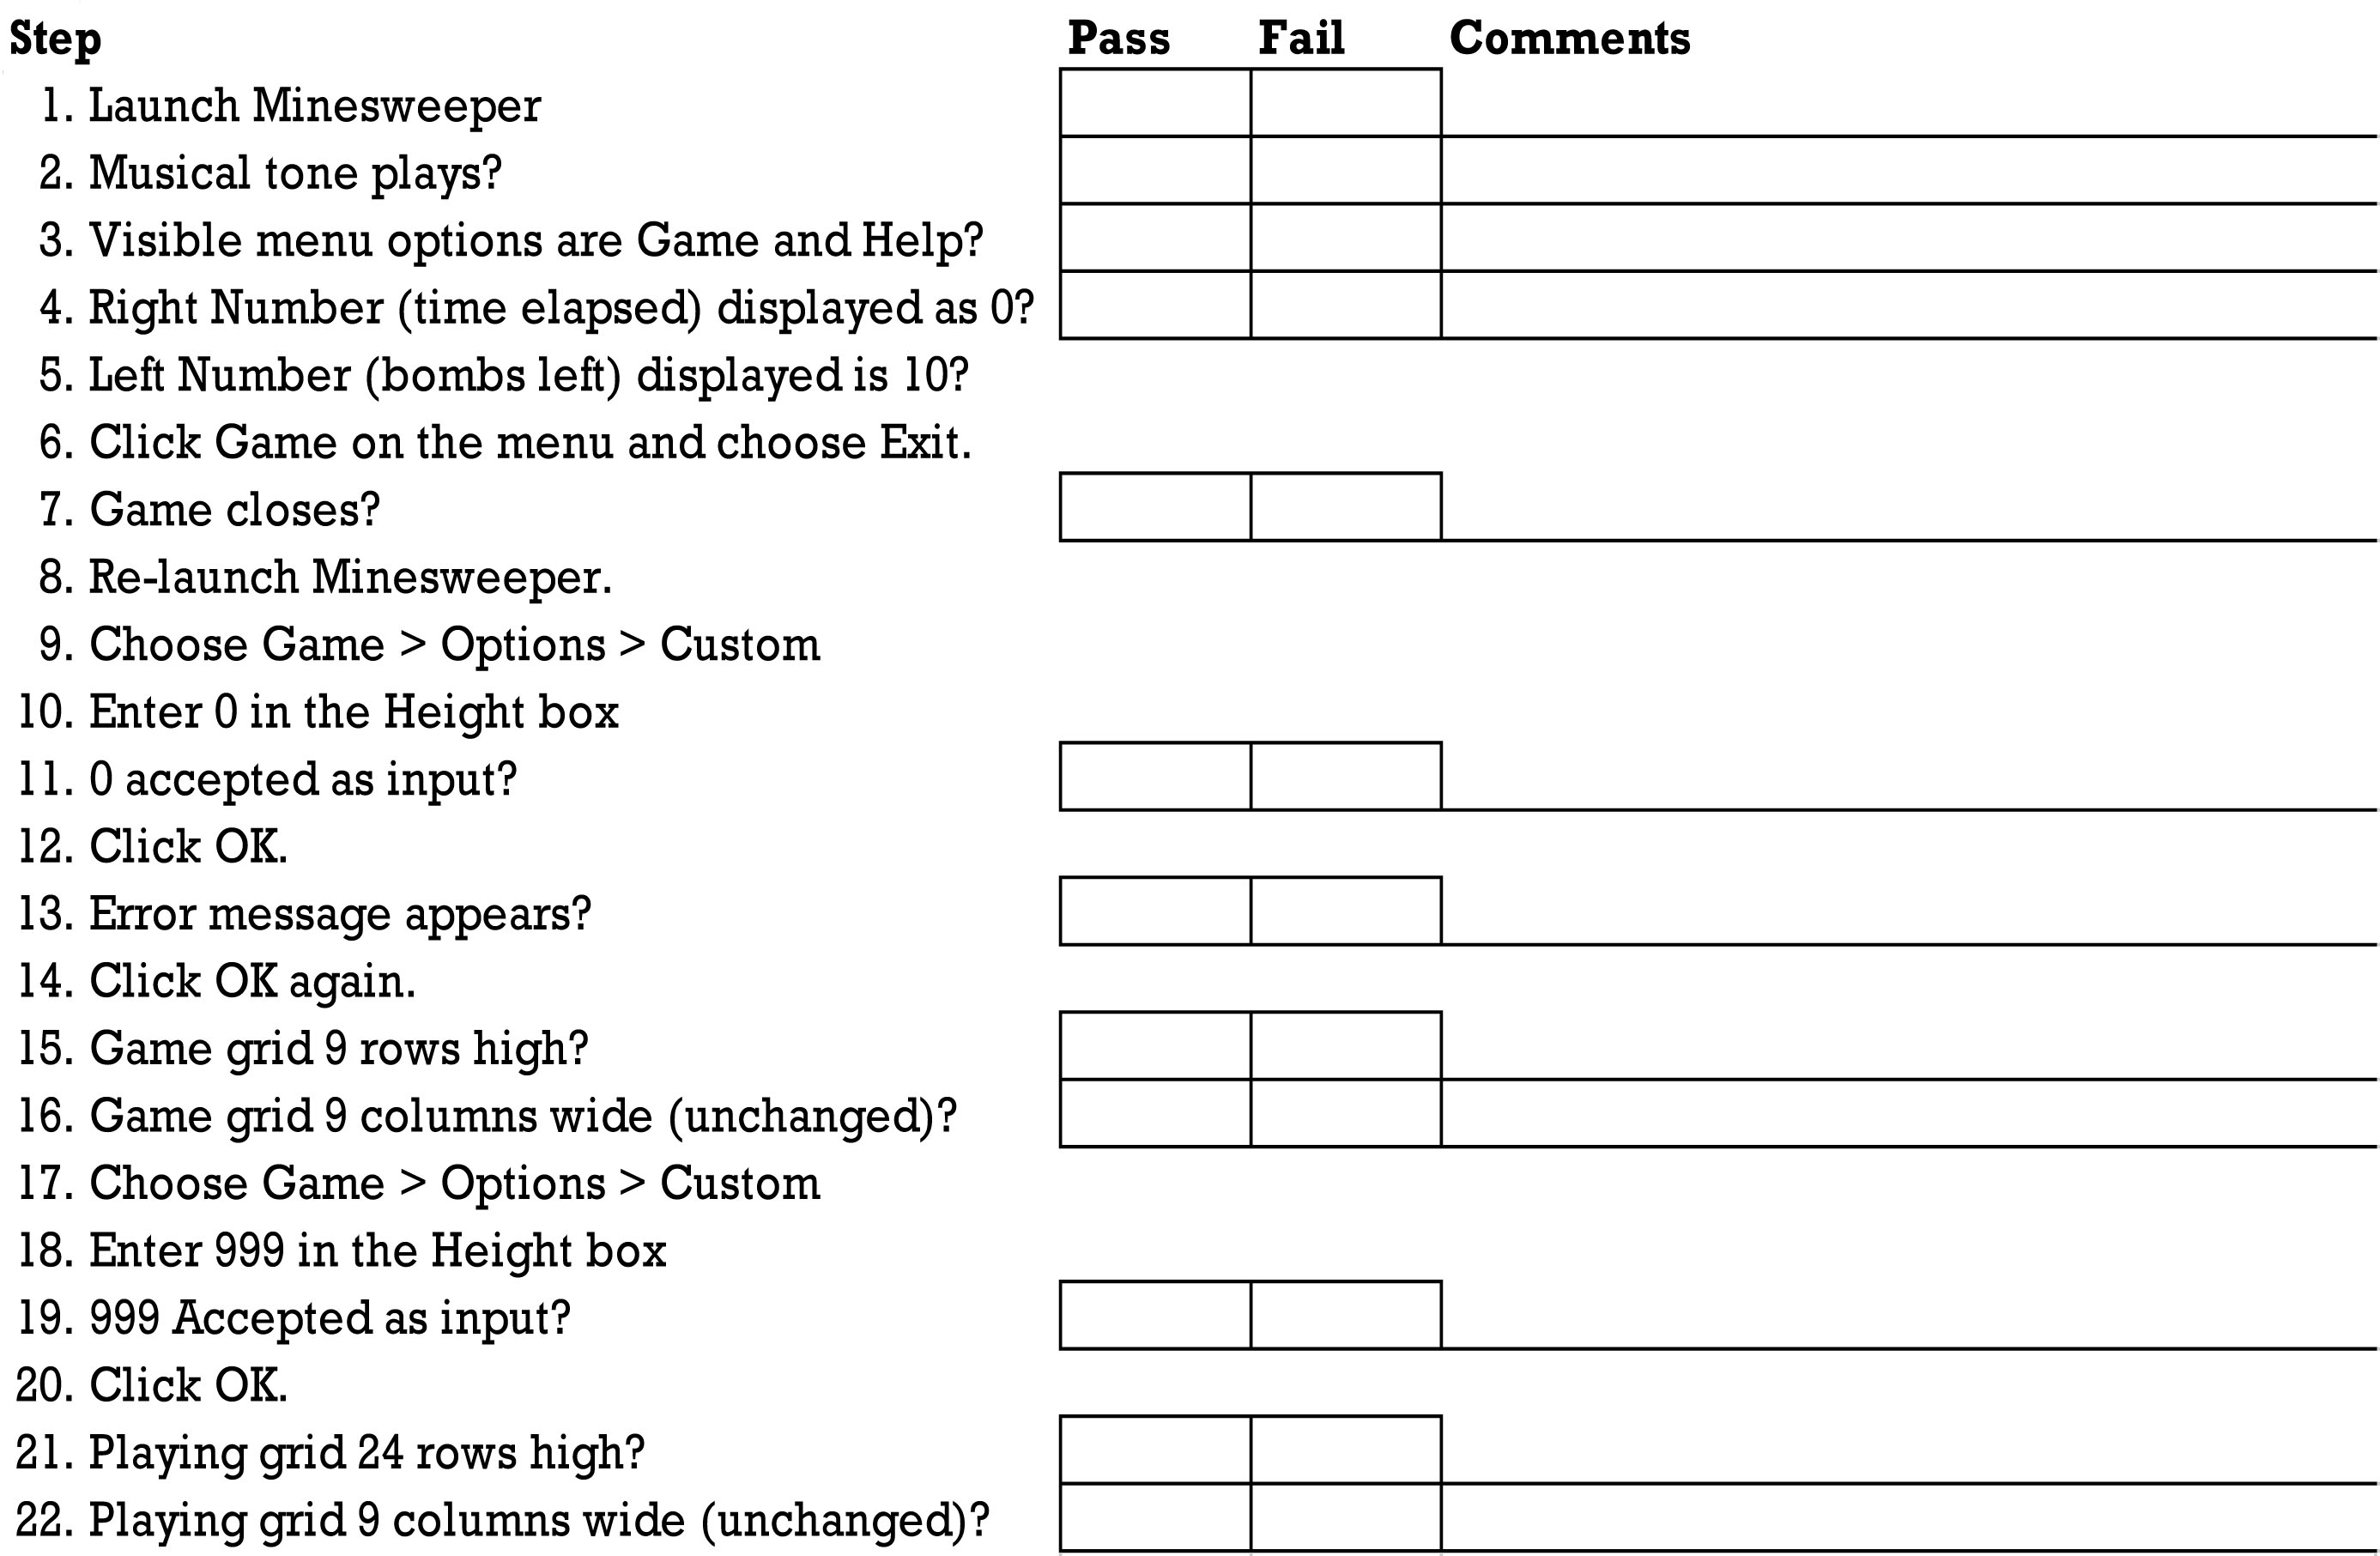 Step Pass Fail Comments
1. Launch Minesweeper
2. Musical tone plays?
3. Visible menu options are Game and Help?
4. Right Number (time elapsed) displayed as 0?
5. Left Number (bombs left) displayed is 10?
6. Click Game on the menu and choose Exit.
7. Game closes?
8. Re-launch Minesweeper.
9. Choose Game > Options > Custom
10. Enter 0 in the Height box
11. 0 accepted as input?
12. Click OK.
13. Error message appears?
14. Click OK again.
15. Game grid 9 rows high?
16. Game grid 9 columns wide (unchanged)?
17. Choose Game > Options > Custom
18. Enter 999 in the Height box
19. 999 Accepted as input?
20. Click OK.
21. Playing grid 24 rows high?
22. Playing grid 9 columns wide (unchanged)?